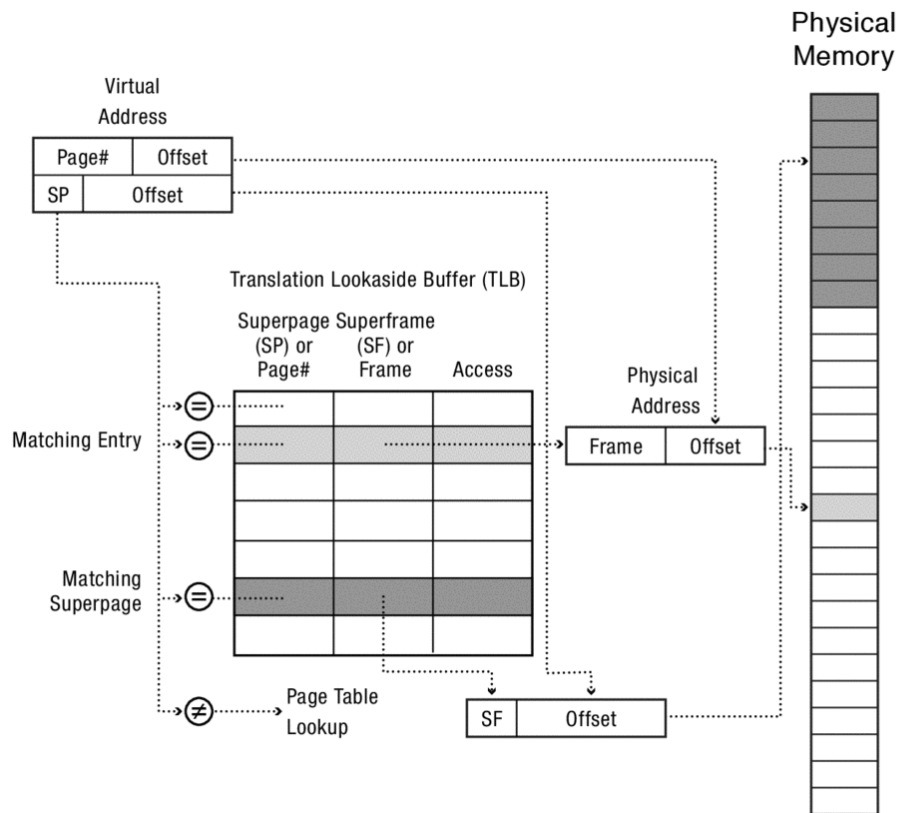 Physical
Memory
Virtual
Address
Page#
Offset
SP
Offset
Translation Lookaside Buffer (TLB)
Superpage
(SP) or
Page#
Superframe
(SF) or
Frame
Access
Physical
Address
=
Matching Entry
=
Frame
Offset
Matching
Superpage
=
≠
Page Table
Lookup
SF
Offset